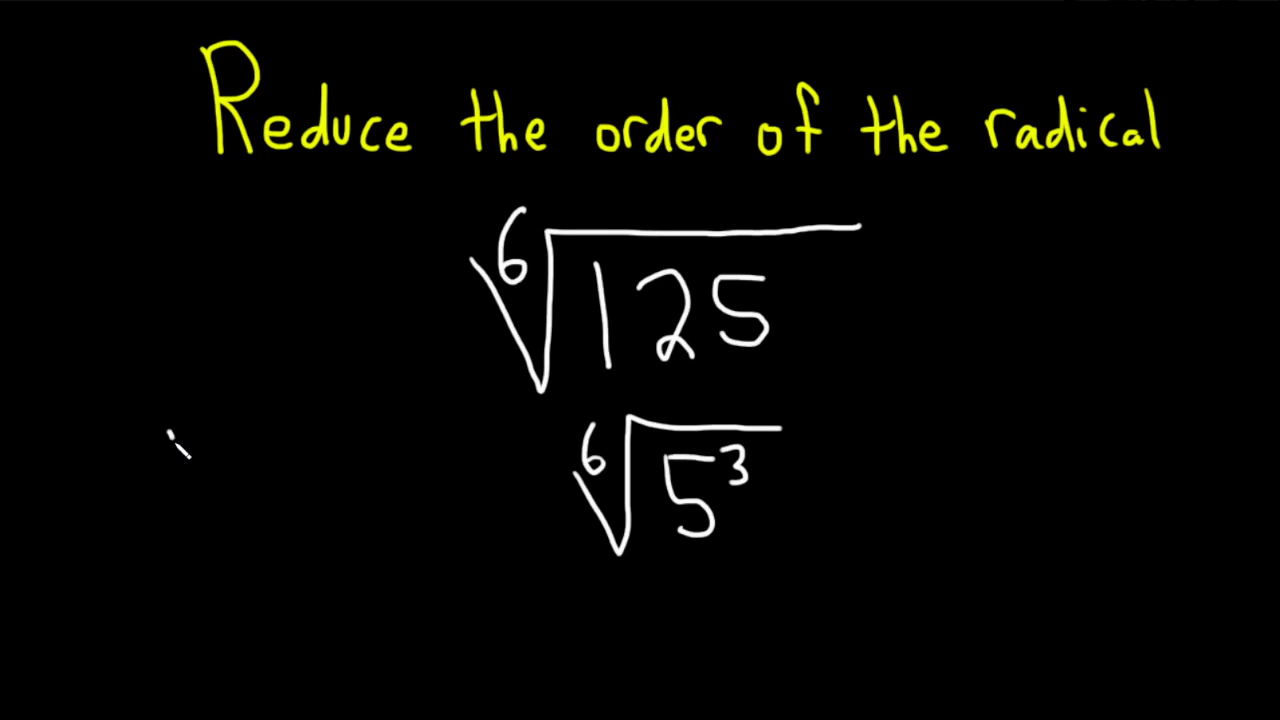 Reduce the order of the radical
⁶√125
⁶√5³